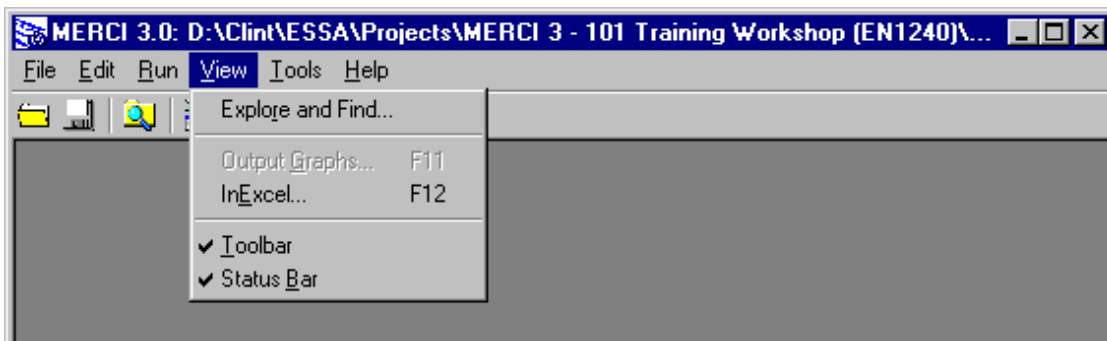 MERCI 3.0: D:\Clint\ESSA\Projects\MERCI 3 - 101 Training Workshop (EN1240)\...
File Edit Run View Tools Help
Explore and Find...
Output Graphs... F11
InExcel... F12
Toolbar
Status Bar